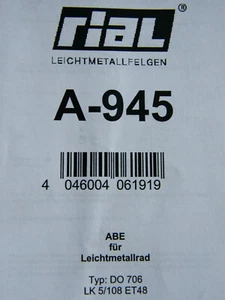 rial®
LEICHTMETALLFELGEN
A-945
4 046004 061919
ABE
für
Leichtmetallrad
Typ: DO 706
LK 5/108 ET48